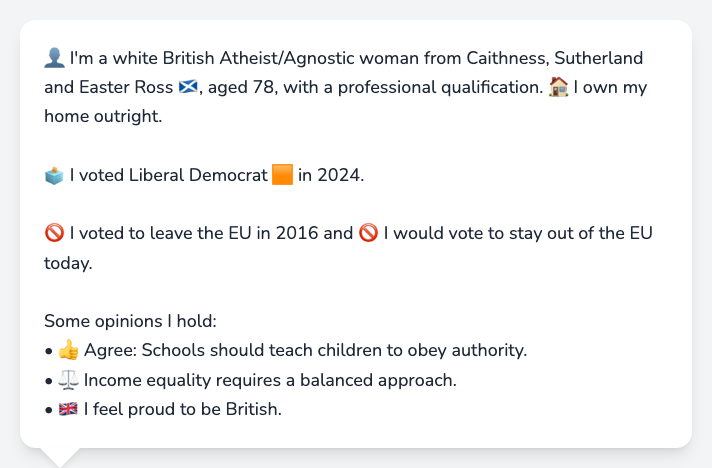 👤 I'm a white British Atheist/Agnostic woman from Caithness, Sutherland
and Easter Ross 🏴󠁧󠁢󠁳󠁣󠁴󠁿, aged 78, with a professional qualification. 🏠 I own my
home outright.
🗳️ I voted Liberal Democrat 🟧 in 2024.
🚫 I voted to leave the EU in 2016 and 🚫 I would vote to stay out of the EU
today.
Some opinions I hold:
• 👍 Agree: Schools should teach children to obey authority.
• ⚖️ Income equality requires a balanced approach.
• 🇬🇧 I feel proud to be British.